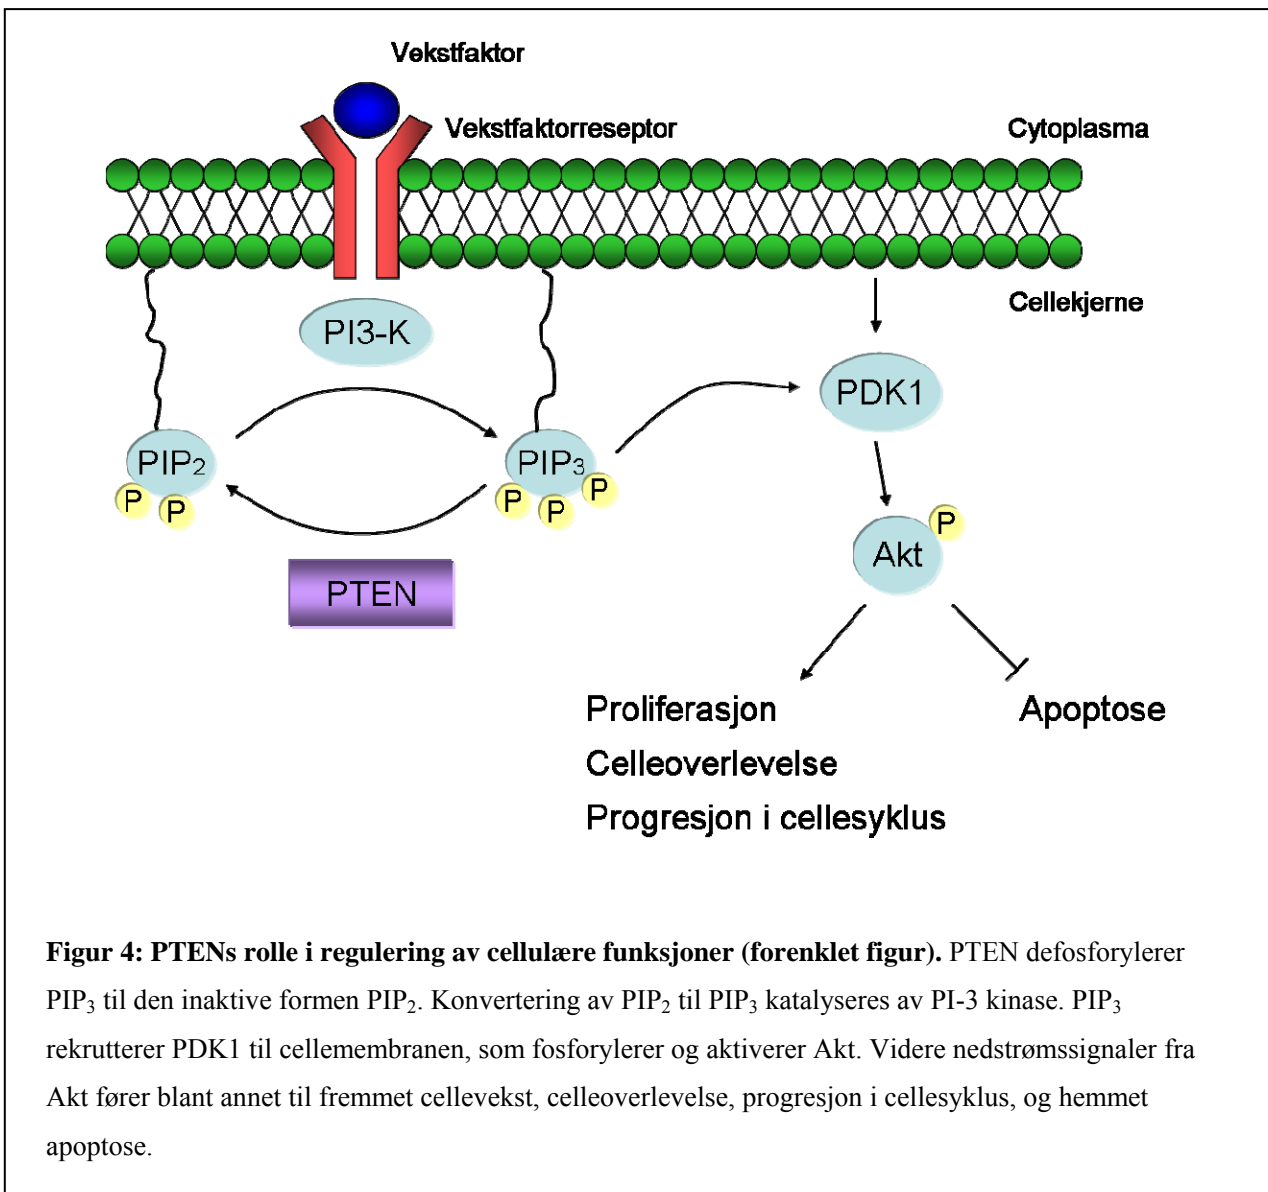 Vekstfaktor
Vekstfaktorreseptor
Cytoplasma
Cellekjerne
PI3-K
PDK1
PIP₂
P
P
PIP₃
P
P
P
Akt
P
PTEN
Proliferasjon
Celleoverlevelse
Progresjon i cellesyklus
Apoptose
Figur 4: PTENs rolle i regulering av cellulære funksjoner (forenklet figur). PTEN defosforylerer
PIP₃ til den inaktive formen PIP₂. Konvertering av PIP₂ til PIP₃ katalyseres av PI-3 kinase. PIP₃
rekrutterer PDK1 til cellemembranen, som fosforylerer og aktiverer Akt. Videre nedstrømssignaler fra
Akt fører blant annet til fremmet cellevekst, celleoverlevelse, progresjon i cellesyklus, og hemmet
apoptose.